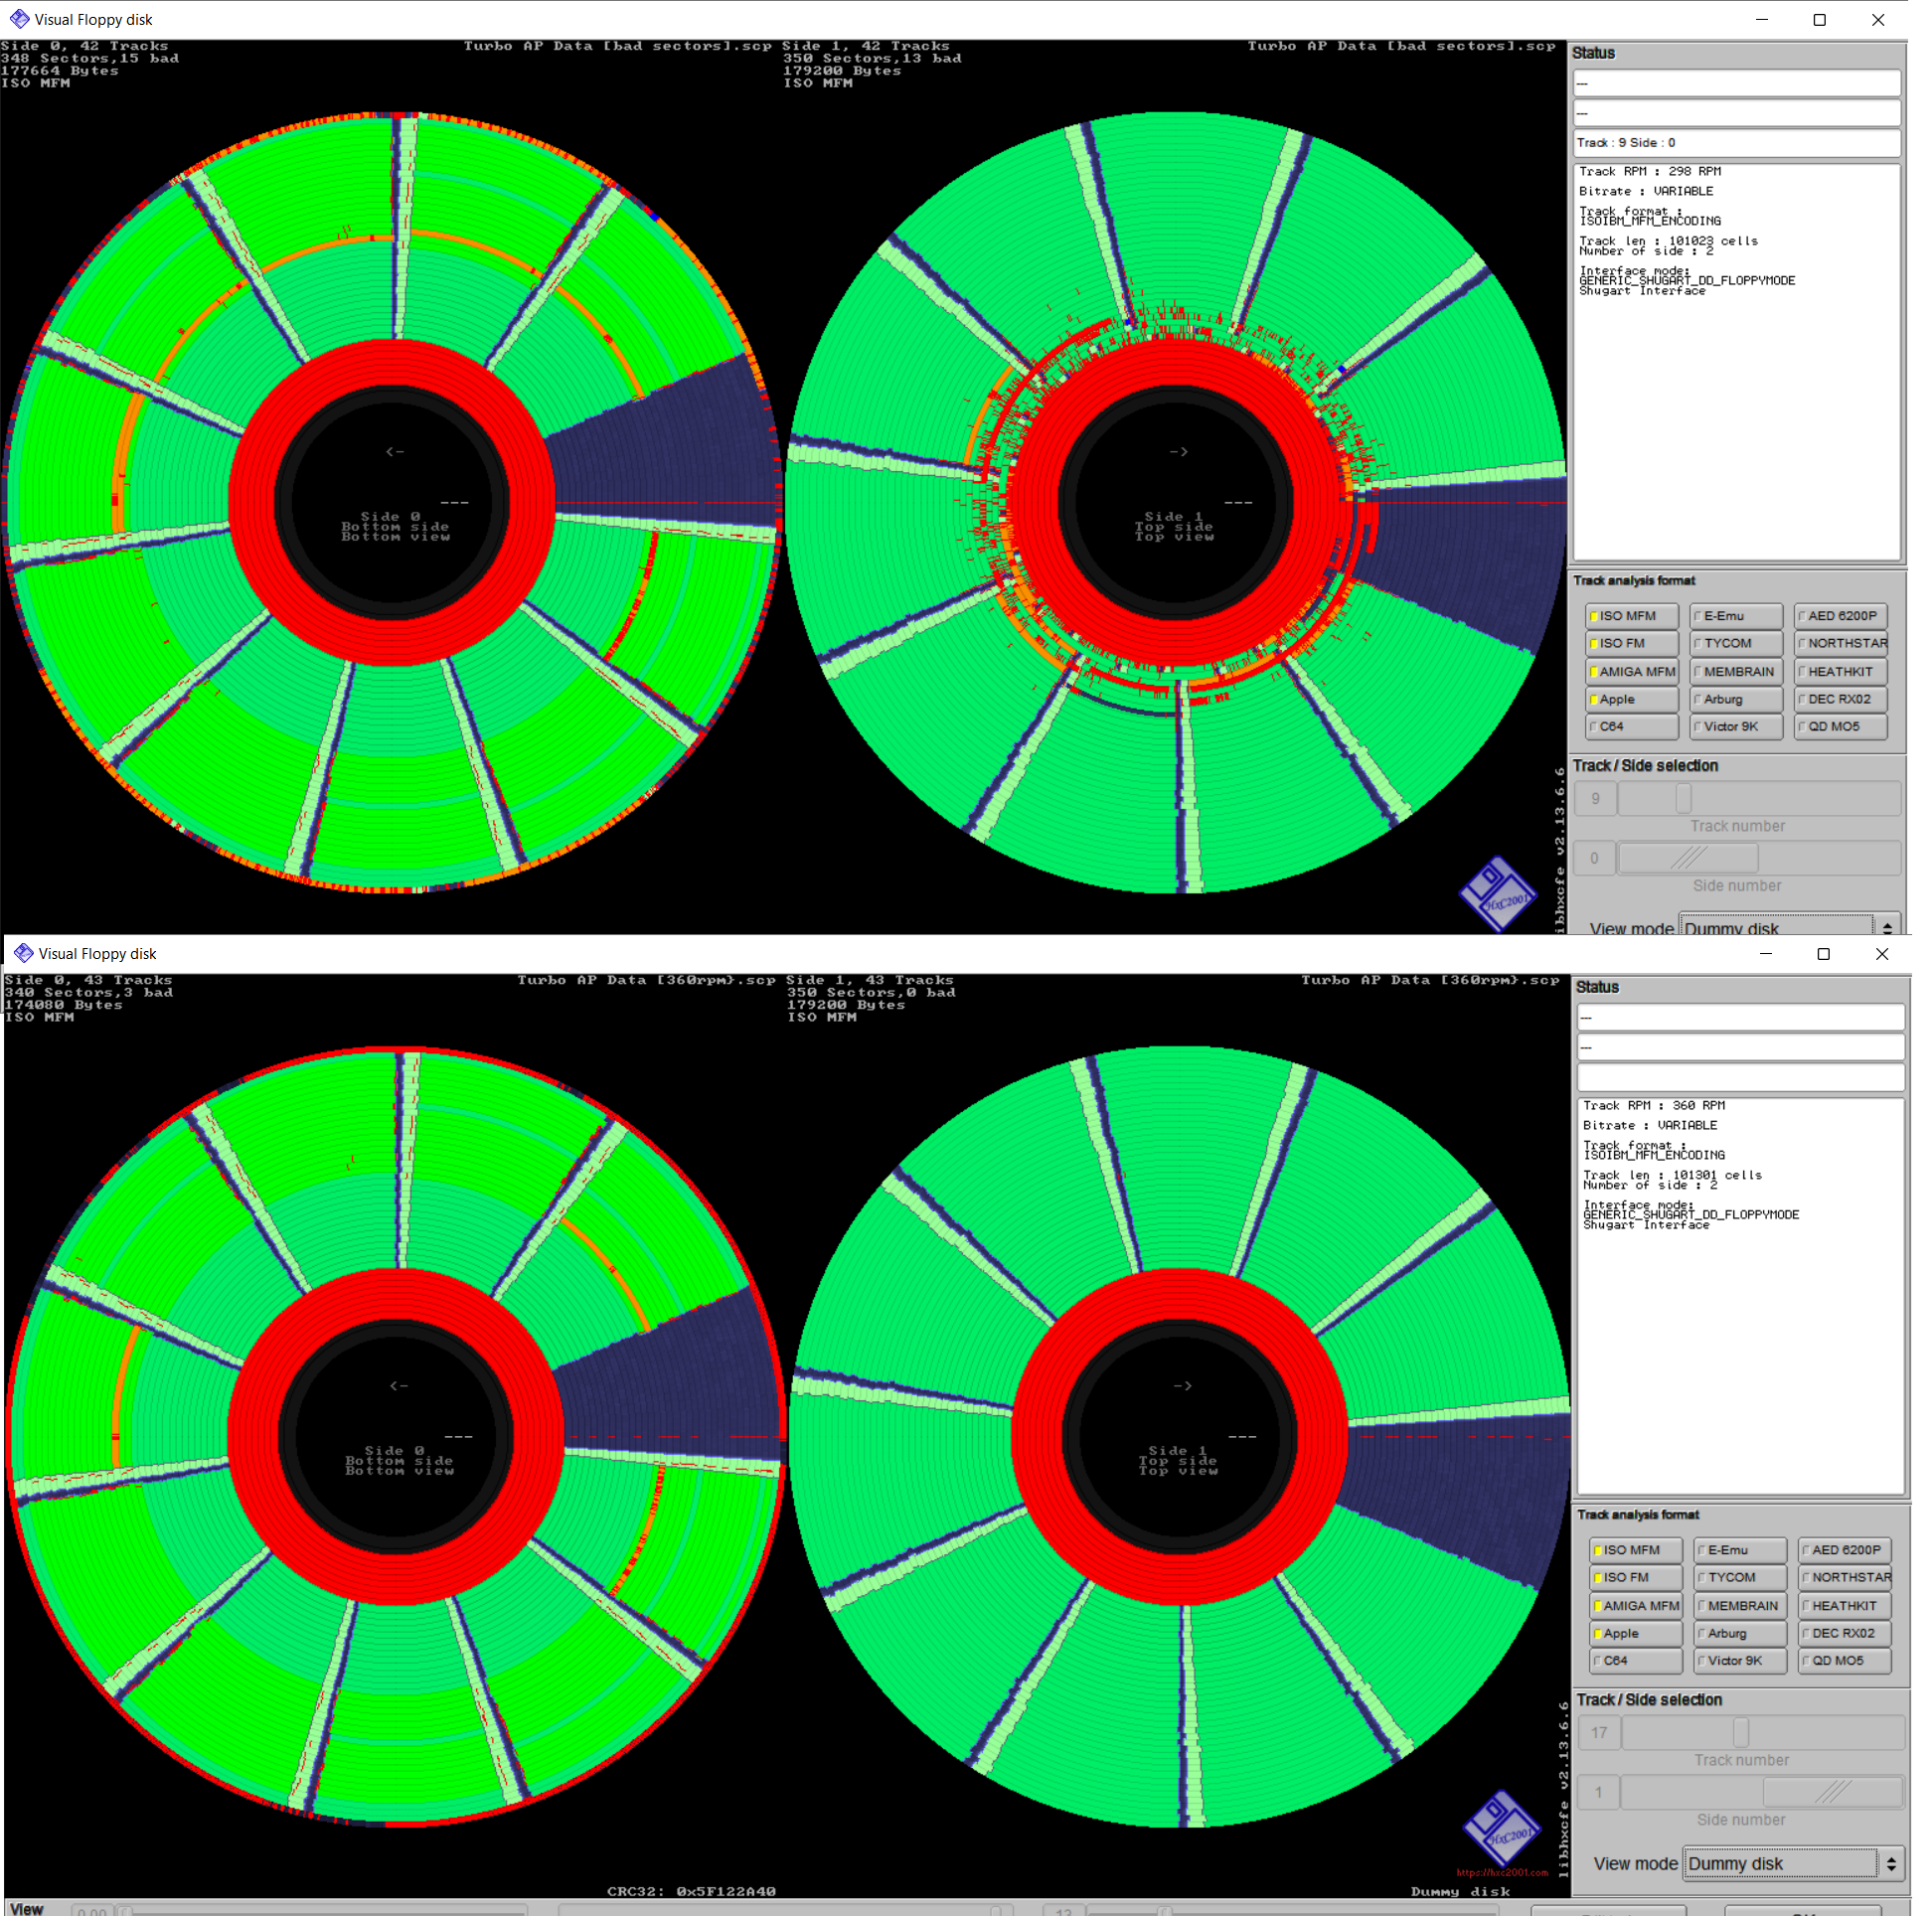 Visual Floppy disk
Side 0, 42 Tracks
348 Sectors,15 bad
177664 Bytes
ISO MFM
Turbo AP Data [bad sectors].scp
Side 1, 42 Tracks
350 Sectors,13 bad
179200 Bytes
ISO MFM
Turbo AP Data [bad sectors].scp
<-
---
Side 0
Bottom side
Bottom view
->
---
Side 1
Top side
Top view
libhxcfe v2.13.6.6
HxC2001
Status
---
---
Track : 9 Side : 0
Track RPM : 298 RPM
Bitrate : VARIABLE
Track format :
ISOIBM_MFM_ENCODING
Track len : 101023 cells
Number of side : 2
Interface mode:
GENERIC_SHUGART_DD_FLOPPYMODE
Shugart Interface
Track analysis format
ISO MFM E-Emu AED 6200P
ISO FM TYCOM NORTHSTAR
AMIGA MFM MEMBRAIN HEATHKIT
Apple Arburg DEC RX02
C64 Victor 9K QD MO5
Track / Side selection
9
Track number
0
Side number
View mode Dummy disk
Visual Floppy disk
Side 0, 43 Tracks
340 Sectors,3 bad
174080 Bytes
ISO MFM
Turbo AP Data [360rpm}.scp
Side 1, 43 Tracks
350 Sectors,0 bad
179200 Bytes
ISO MFM
Turbo AP Data [360rpm}.scp
<-
---
Side 0
Bottom side
Bottom view
->
---
Side 1
Top side
Top view
libhxcfe v2.13.6.6
HxC2001
https://hxc2001.com
CRC32: 0x5F122A40
Dummy disk
Status
---
---
Track RPM : 360 RPM
Bitrate : VARIABLE
Track format :
ISOIBM_MFM_ENCODING
Track len : 101301 cells
Number of side : 2
Interface mode:
GENERIC_SHUGART_DD_FLOPPYMODE
Shugart Interface
Track analysis format
ISO MFM E-Emu AED 6200P
ISO FM TYCOM NORTHSTAR
AMIGA MFM MEMBRAIN HEATHKIT
Apple Arburg DEC RX02
C64 Victor 9K QD MO5
Track / Side selection
17
Track number
1
Side number
View mode Dummy disk
View